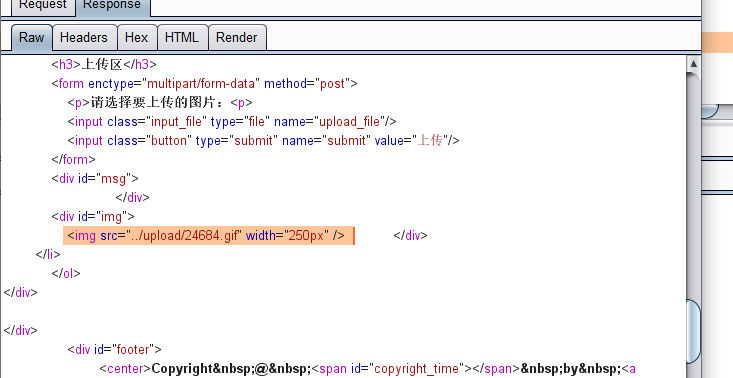 Request Response
Raw Headers Hex HTML Render
<h3>上传区</h3>
<form enctype="multipart/form-data" method="post">
<p>请选择要上传的图片：<p>
<input class="input_file" type="file" name="upload_file"/>
<input class="button" type="submit" name="submit" value="上传"/>
</form>
<div id="msg">
</div>
<div id="img">
<img src="../upload/24684.gif" width="250px" /> </div>
</li>
</ol>
</div>
</div>
<div id="footer">
<center>Copyright&nbsp;@&nbsp;<span id="copyright_time"></span>&nbsp;by&nbsp;<a